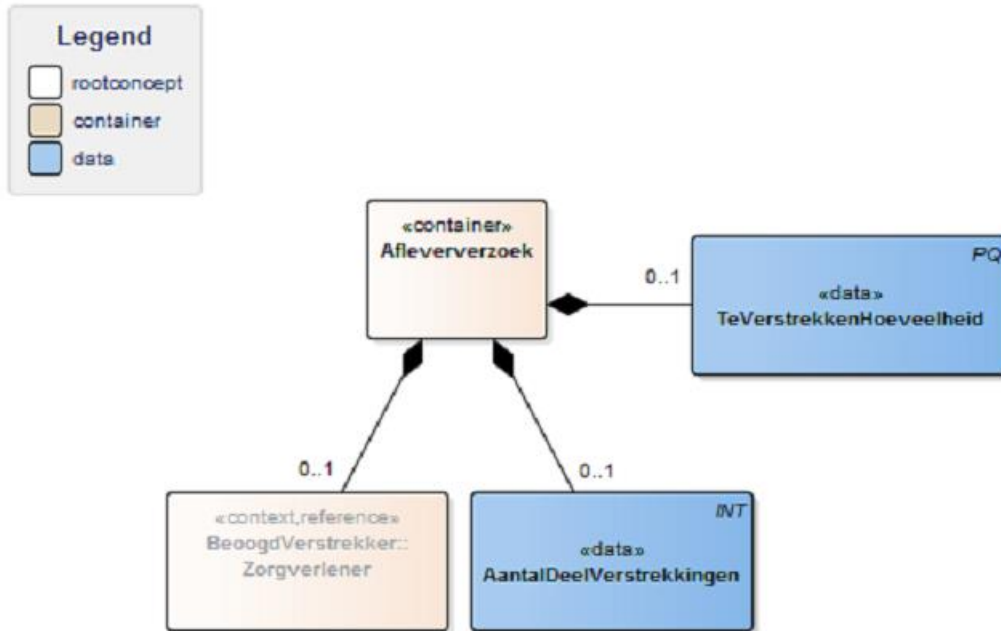 Legend
rootconcept
container
data
«container»
Afleververzoek
0..1
PQ
«data»
TeVerstrekkenHoeveelheid
0..1
0..1
«context,reference»
BeoogdVerstrekker::
Zorgverlener
INT
«data»
AantalDeelVerstrekkingen